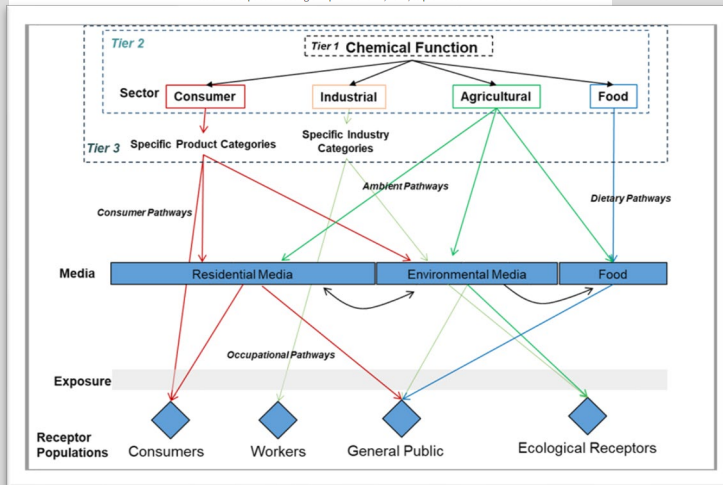 Tier 2
Tier 1 Chemical Function
Sector
Consumer
Industrial
Agricultural
Food
Specific Product Categories
Specific Industry
Categories
Tier 3
Ambient Pathways
Consumer Pathways
Dietary Pathways
Media
Residential Media
Environmental Media
Food
Occupational Pathways
Exposure
Receptor
Populations
Consumers
Workers
General Public
Ecological Receptors